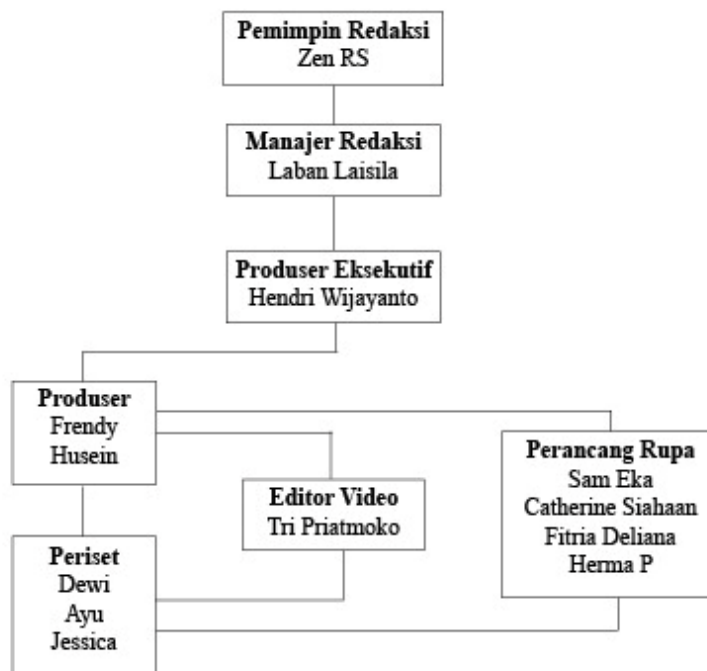 Pemimpin Redaksi
Zen RS
Manajer Redaksi
Laban Laisila
Produser Eksekutif
Hendri Wijayanto
Produser
Frendy
Husein
Editor Video
Tri Priatmoko
Perancang Rupa
Sam Eka
Catherine Siahaan
Fitria Deliana
Herma P
Periset
Dewi
Ayu
Jessica